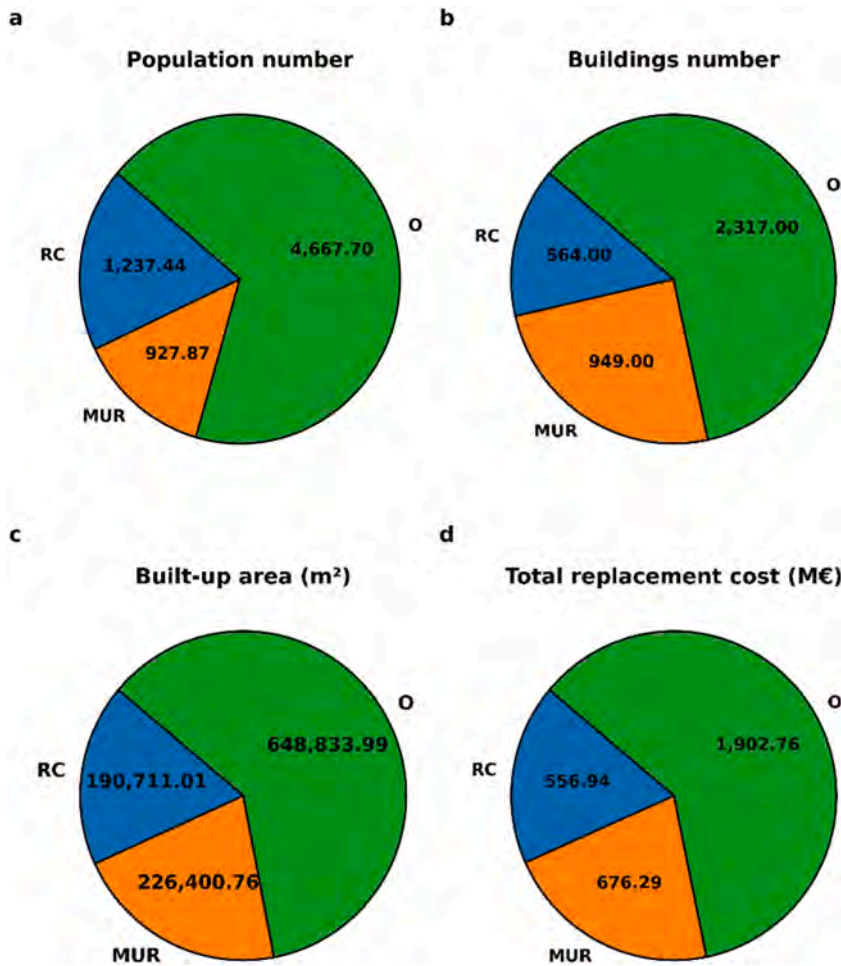 a
Population number
O
4,667.70
RC
1,237.44
927.87
MUR
b
Buildings number
O
2,317.00
RC
564.00
949.00
MUR
c
Built-up area (m²)
O
648,833.99
RC
190,711.01
226,400.76
MUR
d
Total replacement cost (M€)
O
1,902.76
RC
556.94
676.29
MUR